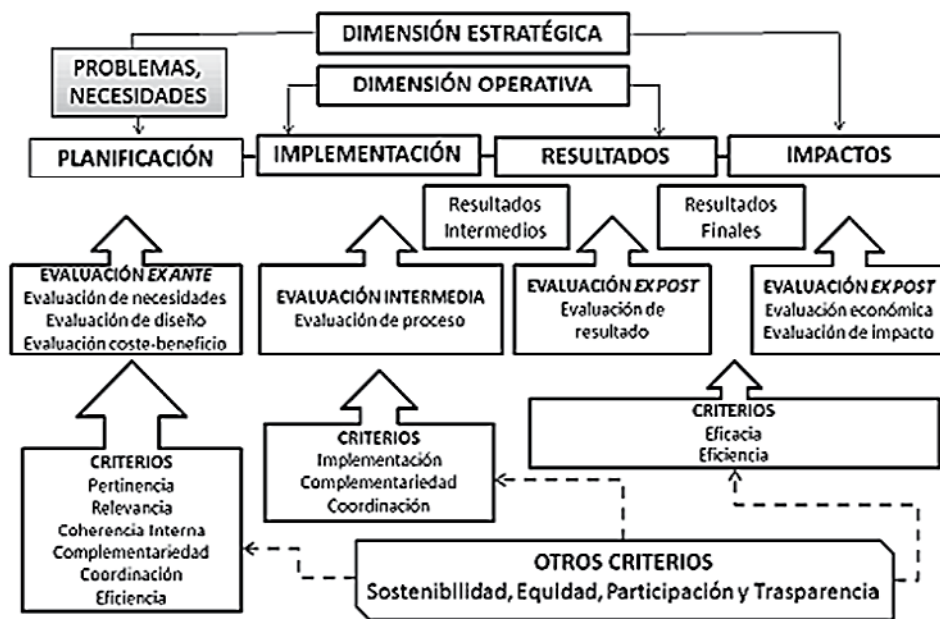 DIMENSIÓN ESTRATÉGICA
PROBLEMAS,
NECESIDADES
DIMENSIÓN OPERATIVA
PLANIFICACIÓN
IMPLEMENTACIÓN
RESULTADOS
IMPACTOS
Resultados
Intermedios
Resultados
Finales
EVALUACIÓN EX ANTE
Evaluación de necesidades
Evaluación de diseño
Evaluación coste-beneficio
EVALUACIÓN INTERMEDIA
Evaluación de proceso
EVALUACIÓN EX POST
Evaluación de
resultado
EVALUACIÓN EX POST
Evaluación económica
Evaluación de impacto
CRITERIOS
Pertinencia
Relevancia
Coherencia Interna
Complementariedad
Coordinación
Eficiencia
CRITERIOS
Implementación
Complementariedad
Coordinación
CRITERIOS
Eficacia
Eficiencia
OTROS CRITERIOS
Sostenibilidad, Equidad, Participación y Trasparencia